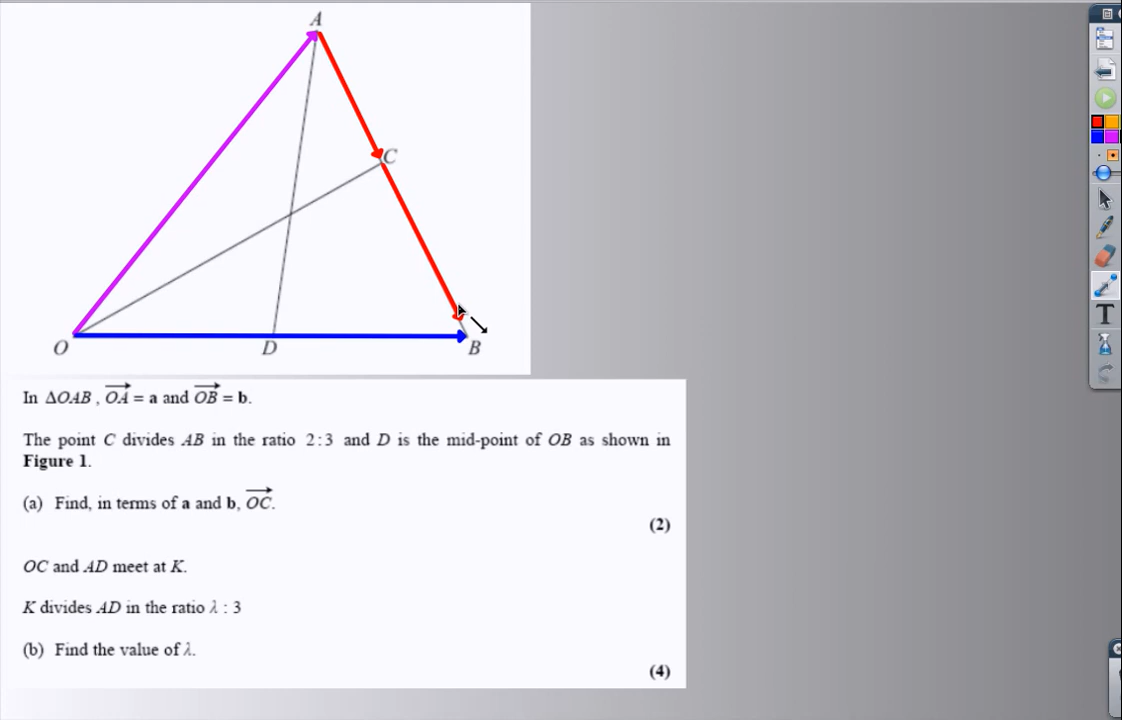 A
C
O
D
B
In ΔOAB, OA = a and OB = b.
The point C divides AB in the ratio 2:3 and D is the mid-point of OB as shown in
Figure 1.
(a) Find, in terms of a and b, OC.
(2)
OC and AD meet at K.
K divides AD in the ratio λ : 3
(b) Find the value of λ.
(4)
T